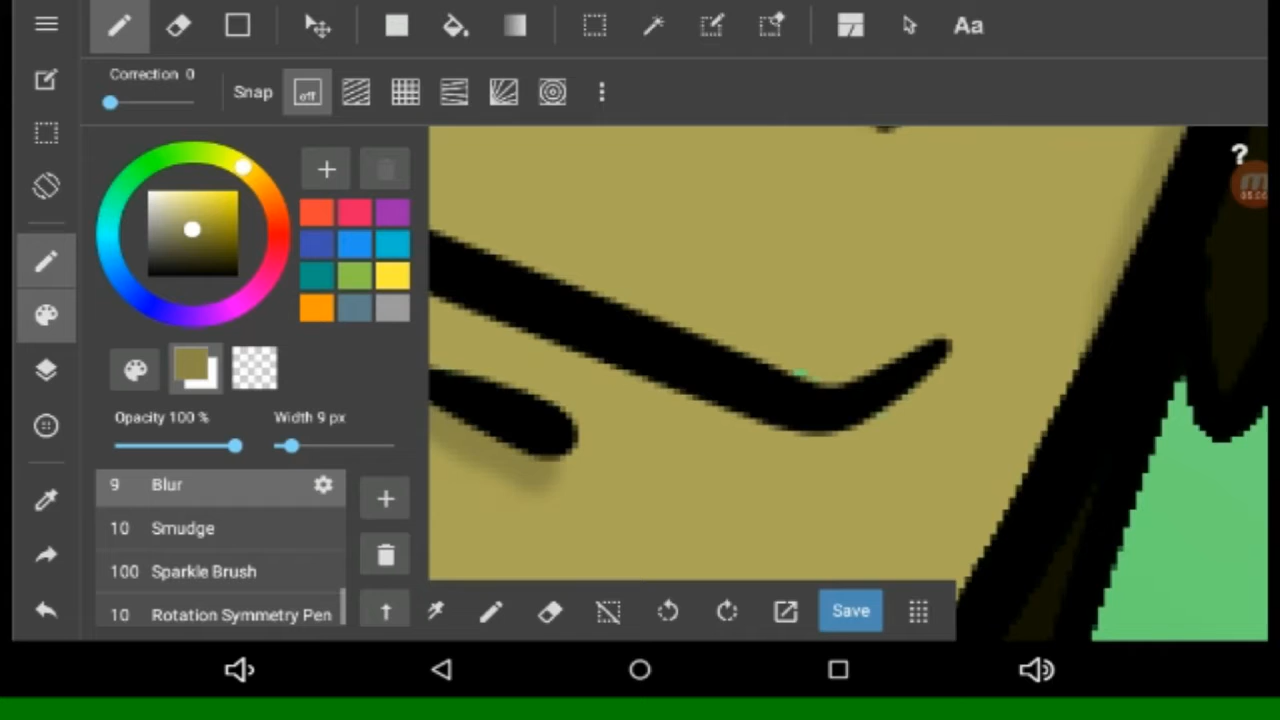 Aa
Correction 0
Snap
off
?
Opacity 100 %
Width 9 px
9 Blur
10 Smudge
100 Sparkle Brush
10 Rotation Symmetry Pen
Save